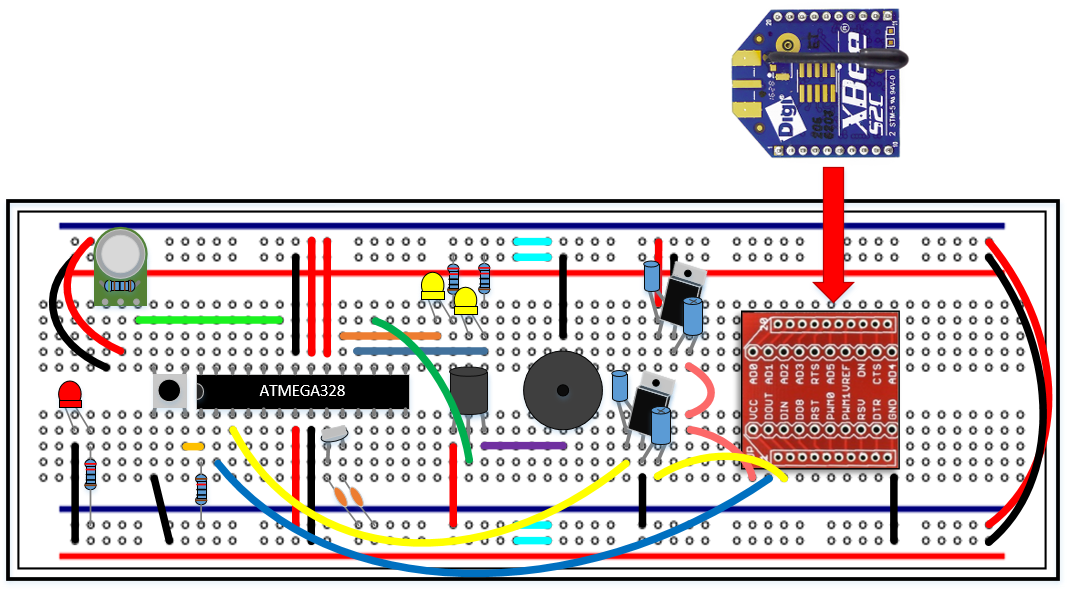 XBee
S2C
Digi
ATMEGA328
20
AD0 AD1 AD2 AD3 RTS AD5 VREF ON CTS AD4
VCC DOUT DIN DD8 RST PWM0 PWM1 RSV DTR GND